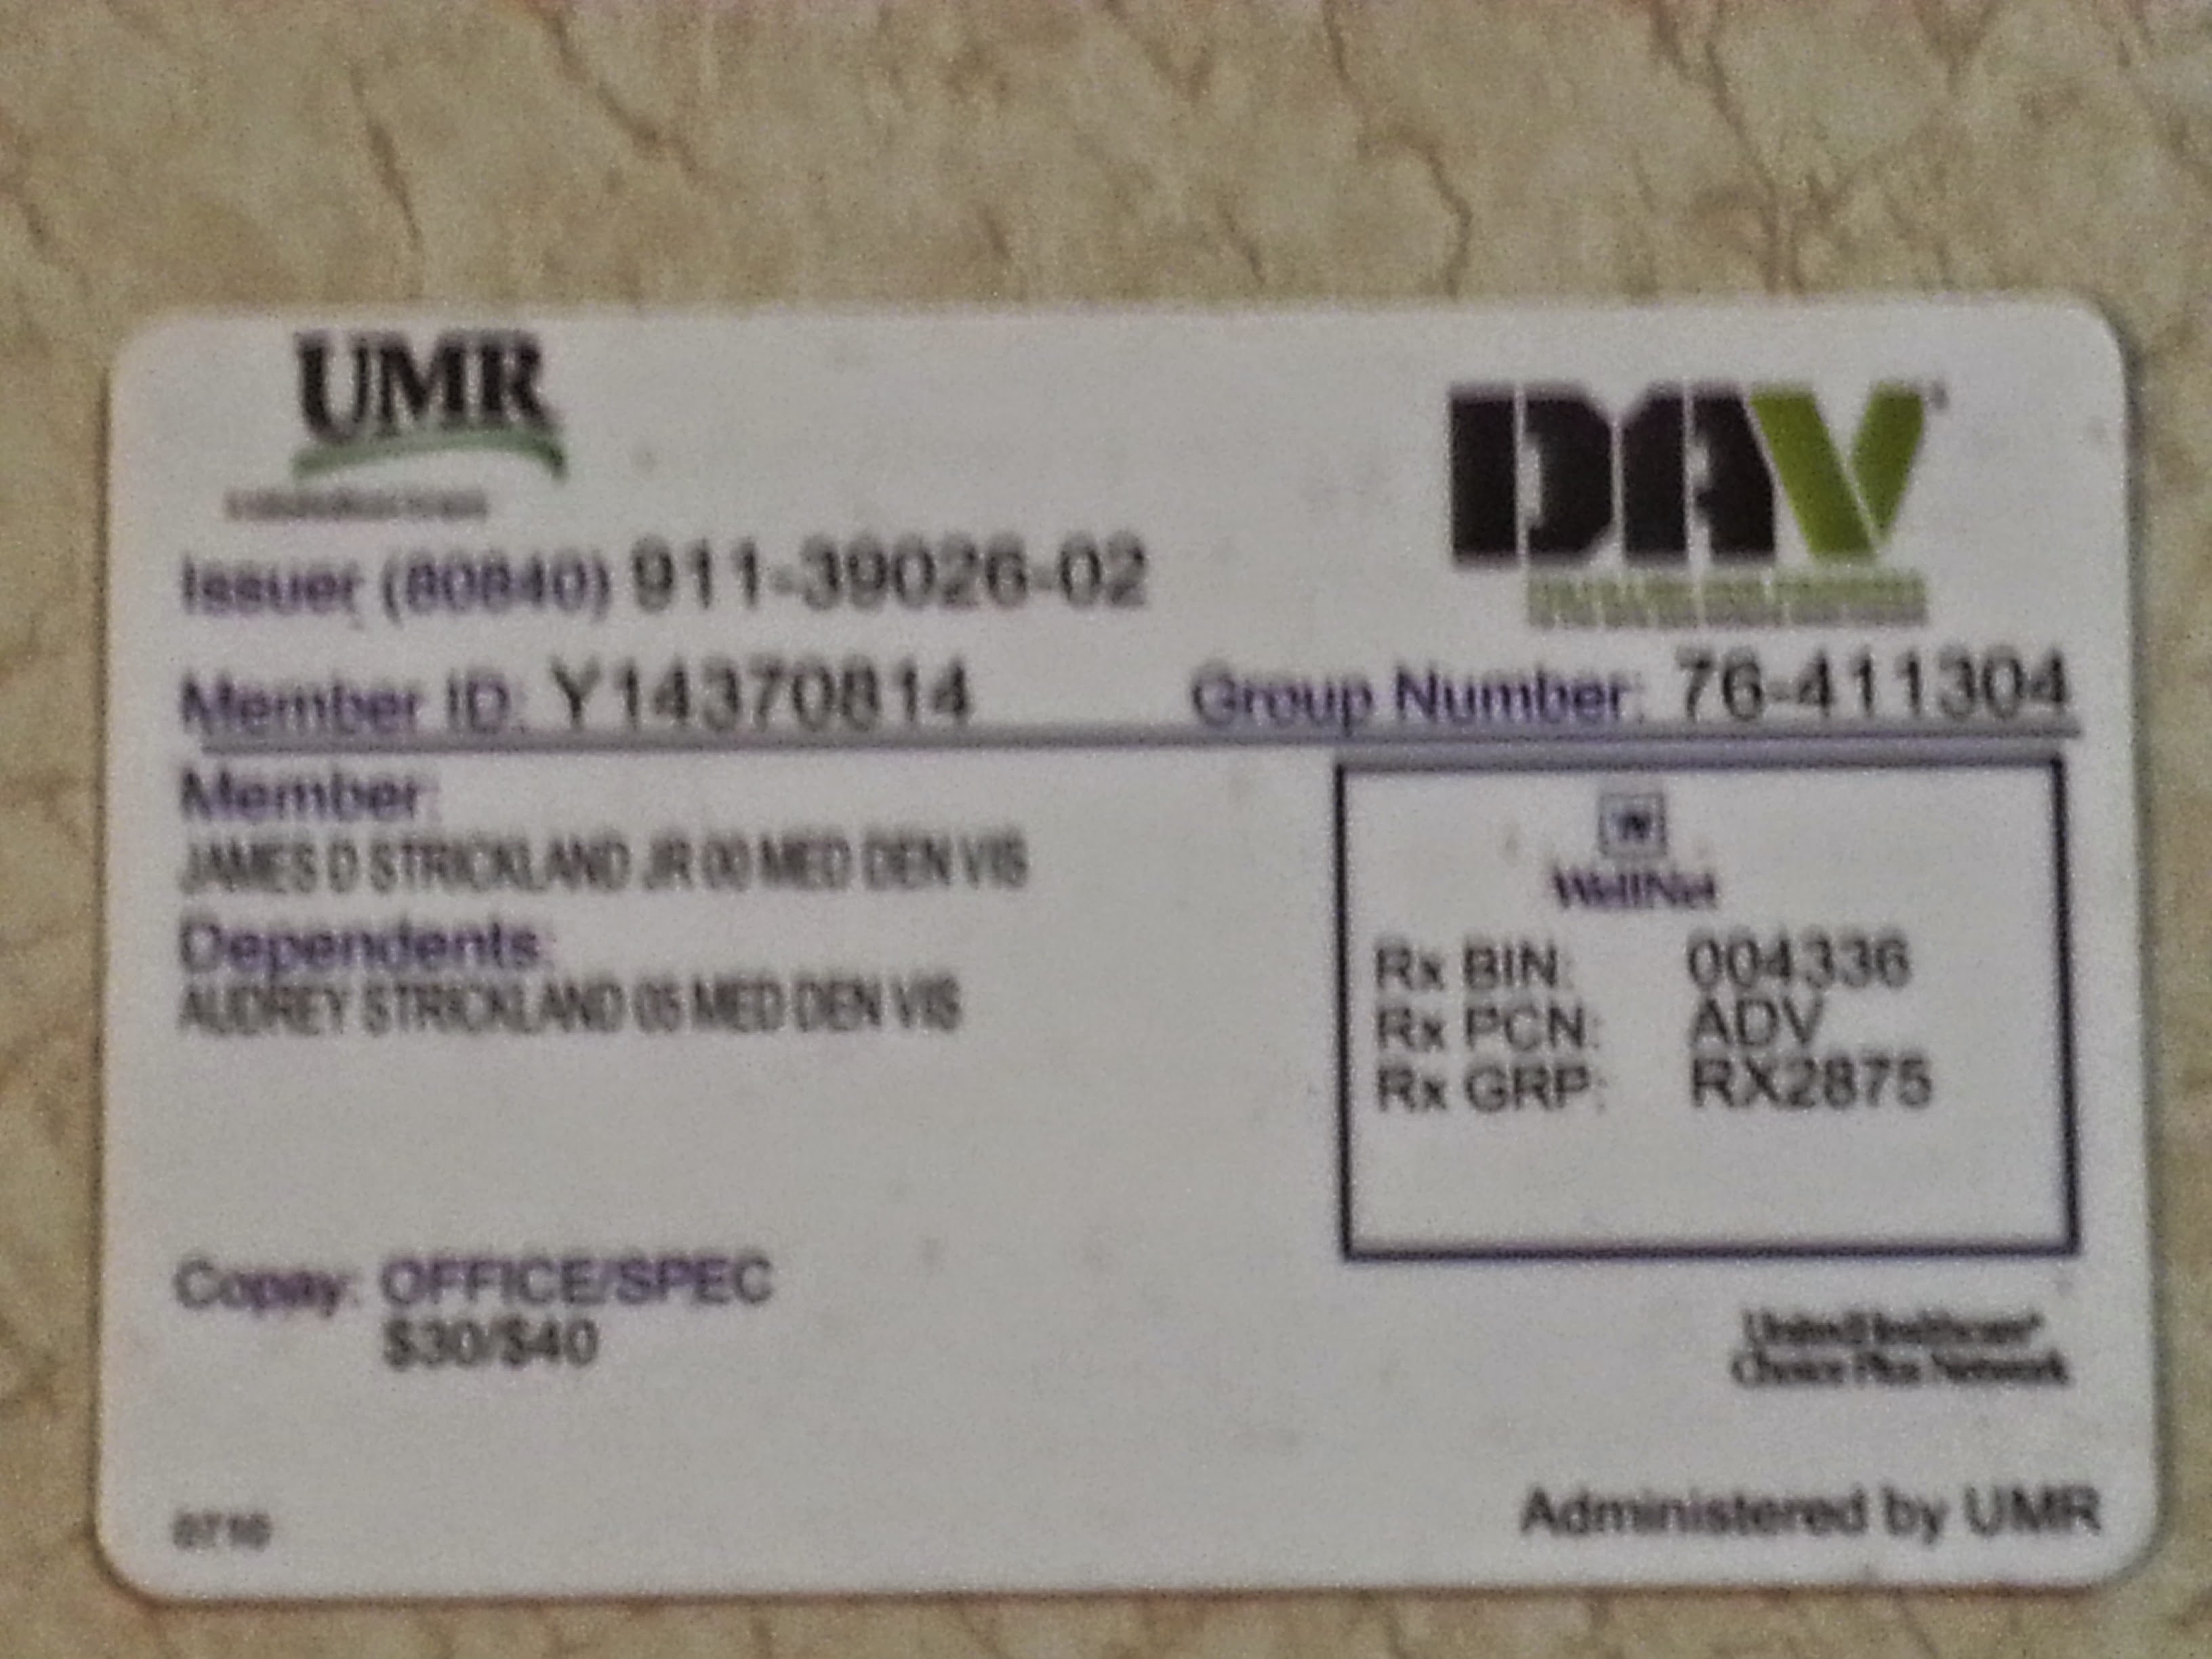 UMR
DAV
Issuer (80840) 911-39026-02
Member ID: Y14370814 Group Number: 76-411304
Member:
JAMES D STRICKLAND JR 00 MED DEN VIS
Dependents:
AUDREY STRICKLAND 05 MED DEN VIS
WellNet
Rx BIN: 004336
Rx PCN: ADV
Rx GRP: RX2875
Copay: OFFICE/SPEC
$30/$40
UnitedHealthcare
Choice Plus Network
Administered by UMR